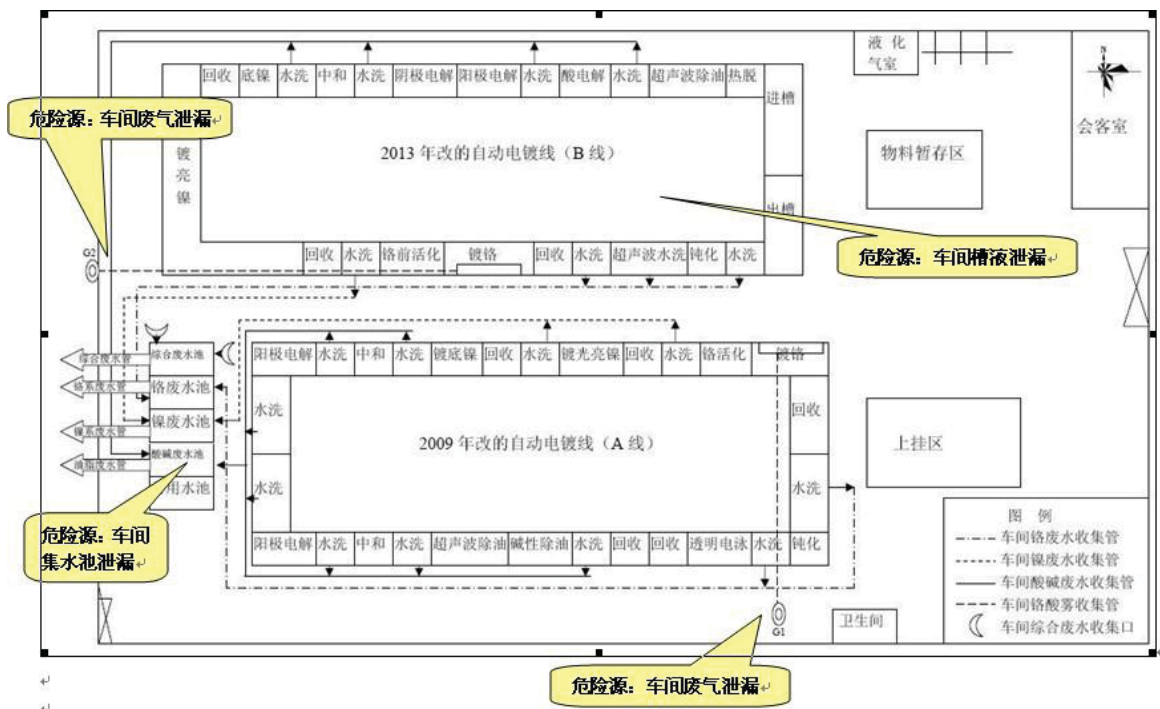 液 化
气室
N
会客室
回收 底镍 水洗 中和 水洗 阴极电解 阳极电解 水洗 酸电解 水洗 超声波除油 热脱
进槽
危险源：车间废气泄漏
镀亮镍
2013 年改的自动电镀线（B 线）
物料暂存区
出槽
危险源：车间槽液泄漏
G2
回收 水洗 铬前活化 镀铬 回收 水洗 超声波水洗 钝化 水洗
阳极电解 水洗 中和 水洗 镀底镍 回收 水洗 镀光亮镍 回收 水洗 铬活化 镀铬
综合废水管 综合废水池
铬系废水管 铬废水池
镍系废水管 镍废水池
油脂废水管 酸碱废水池
用水池
水洗
水洗
2009 年改的自动电镀线（A 线）
回收
水洗
上挂区
危险源：车间
集水池泄漏
阳极电解 水洗 中和 水洗 超声波除油 碱性除油 水洗 回收 回收 透明电泳 水洗 钝化
图 例
车间铬废水收集管
车间镍废水收集管
车间酸碱废水收集管
车间铬酸雾收集管
车间综合废水收集口
G1
卫生间
危险源：车间废气泄漏